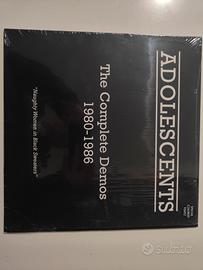 ADOLESCENTS
The Complete Demos
1980-1986
"Naughty Women in Black Sweaters"
subito